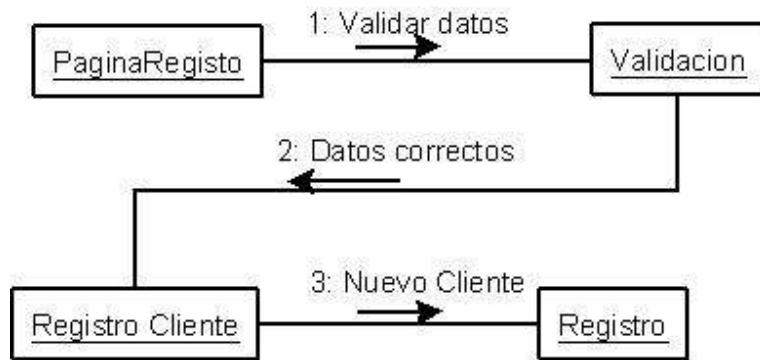 1: Validar datos
PaginaRegisto
Validacion
2: Datos correctos
3: Nuevo Cliente
Registro Cliente
Registro